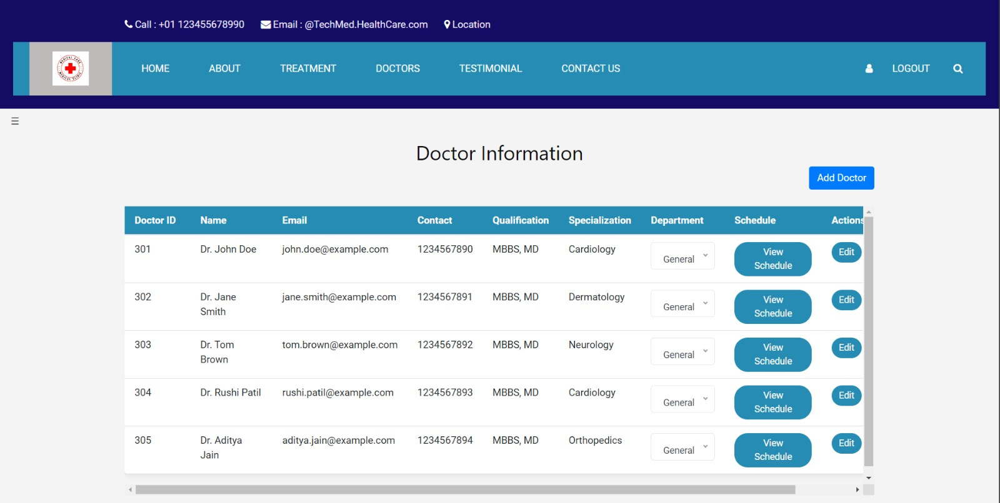 Call : +01 123455678990 Email : @TechMed.HealthCare.com Location
MEDICAL CARE
MEDICAL CLINIC
HOME ABOUT TREATMENT DOCTORS TESTIMONIAL CONTACT US LOGOUT
Doctor Information
Add Doctor
Doctor ID Name Email Contact Qualification Specialization Department Schedule Actions
301 Dr. John Doe john.doe@example.com 1234567890 MBBS, MD Cardiology General View Schedule Edit
302 Dr. Jane Smith jane.smith@example.com 1234567891 MBBS, MD Dermatology General View Schedule Edit
303 Dr. Tom Brown tom.brown@example.com 1234567892 MBBS, MD Neurology General View Schedule Edit
304 Dr. Rushi Patil rushi.patil@example.com 1234567893 MBBS, MD Cardiology General View Schedule Edit
305 Dr. Aditya Jain aditya.jain@example.com 1234567894 MBBS, MD Orthopedics General View Schedule Edit